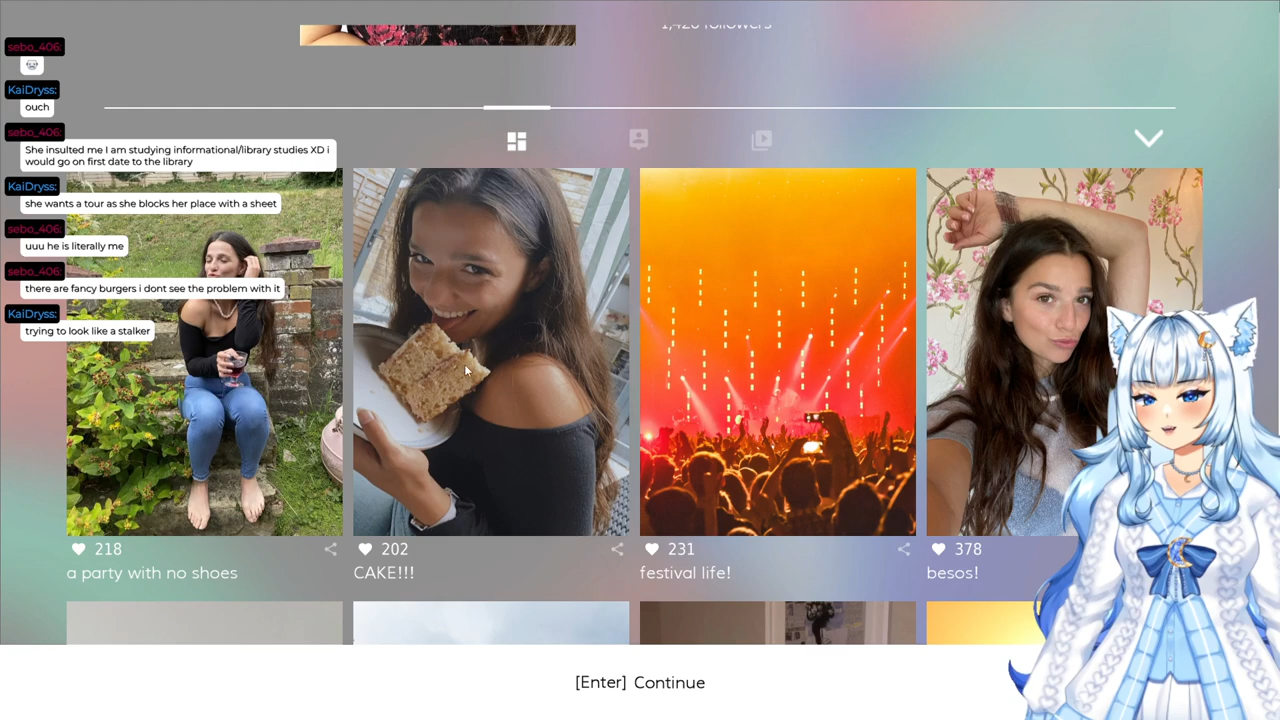 1,420 followers
sebo_406:
KaiDryss:
ouch
sebo_406:
She insulted me I am studying informational/library studies XD i
would go on first date to the library
KaiDryss:
she wants a tour as she blocks her place with a sheet
sebo_406:
uuu he is literally me
sebo_406:
there are fancy burgers i dont see the problem with it
KaiDryss:
trying to look like a stalker
218
a party with no shoes
202
CAKE!!!
231
festival life!
378
besos!
[Enter] Continue